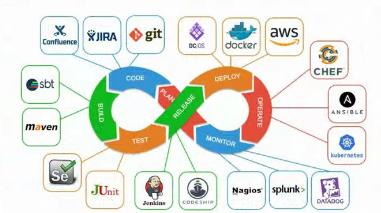 Confluence
JIRA
git
DC/OS
docker
aws
CHEF
ANSIBLE
kubernetes
sbt
maven
CODE
PLAN
RELEASE
DEPLOY
OPERATE
BUILD
TEST
MONITOR
Se
JUnit
Jenkins
CODESHIP
Nagios
splunk>
DATADOG